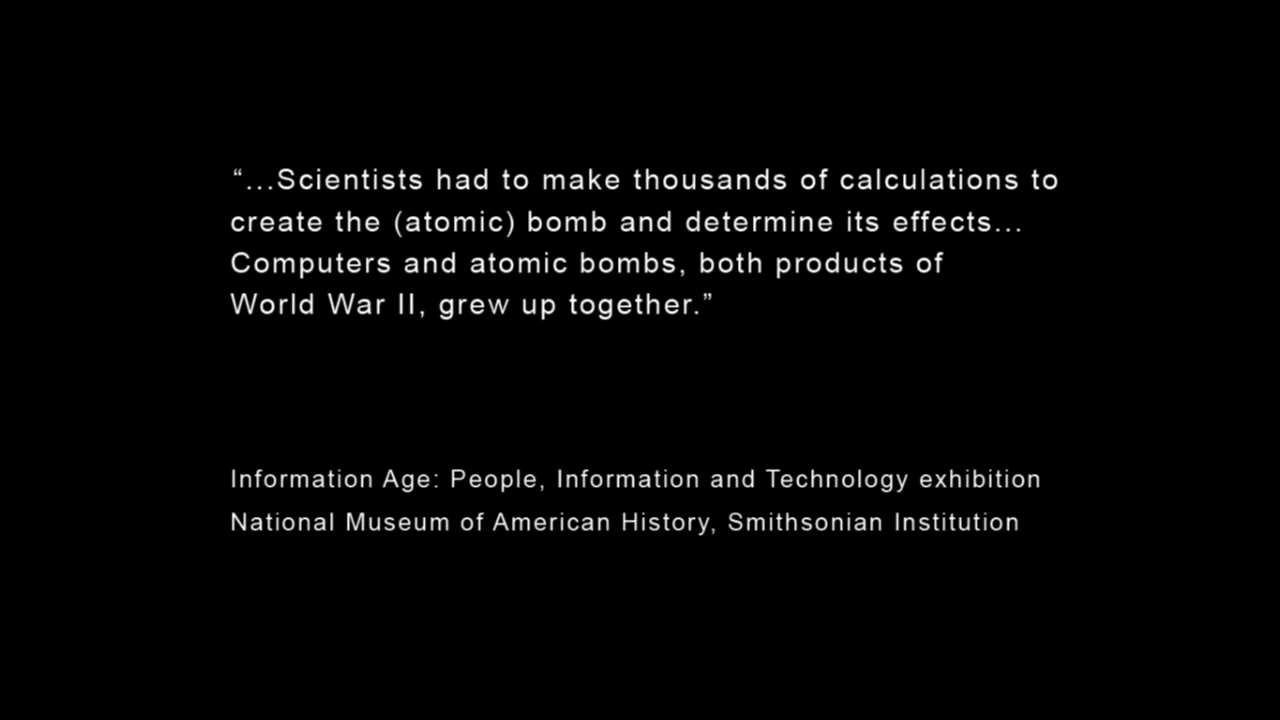 “…Scientists had to make thousands of calculations to
create the (atomic) bomb and determine its effects…
Computers and atomic bombs, both products of
World War II, grew up together.”
Information Age: People, Information and Technology exhibition
National Museum of American History, Smithsonian Institution